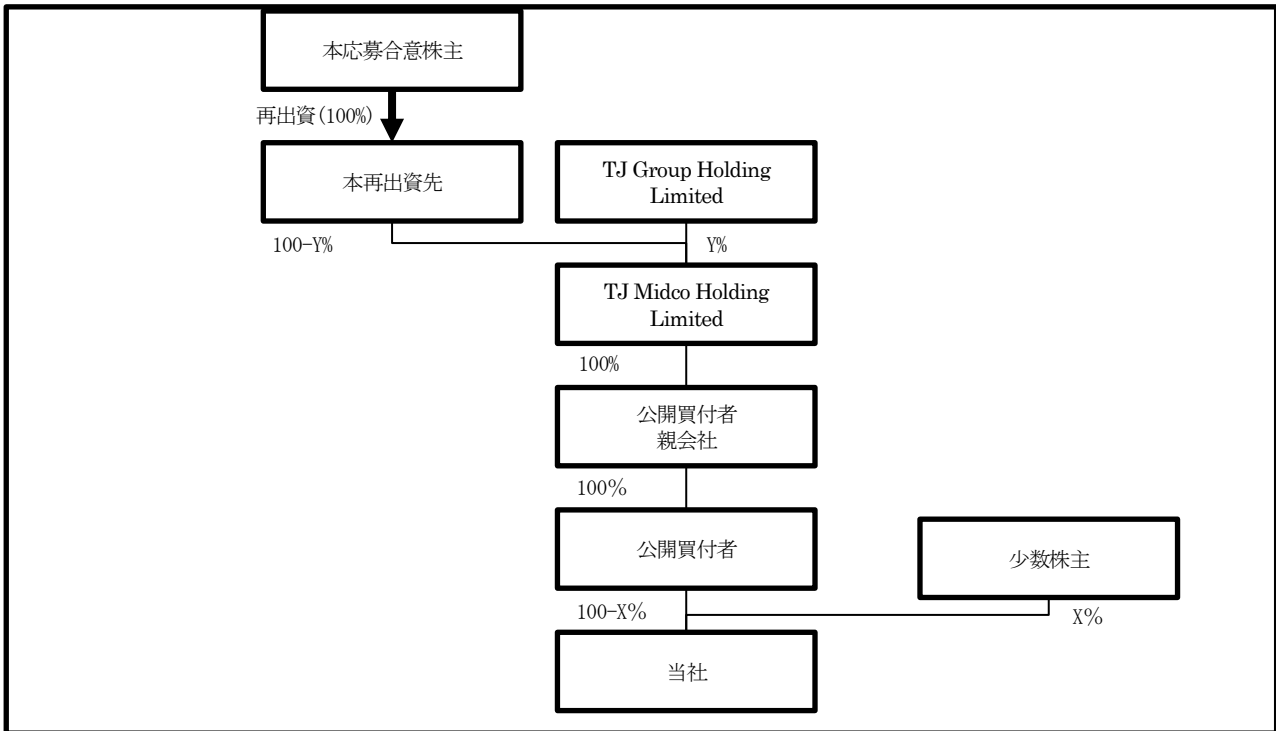 本応募合意株主
再出資(100%)
本再出資先
TJ Group Holding
Limited
100-Y%
Y%
TJ Midco Holding
Limited
100%
公開買付者
親会社
100%
公開買付者
少数株主
100-X%
X%
当社